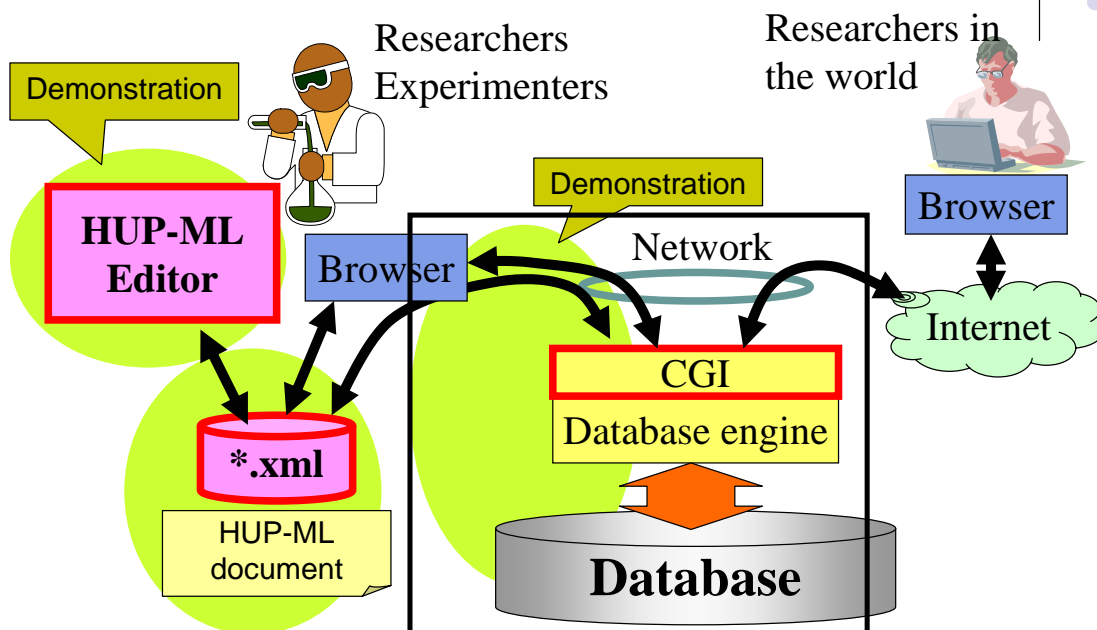 Researchers
Experimenters
Researchers in
the world
Demonstration
Demonstration
HUP-ML
Editor
Browser
Network
Browser
Internet
CGI
Database engine
*.xml
HUP-ML
document
Database